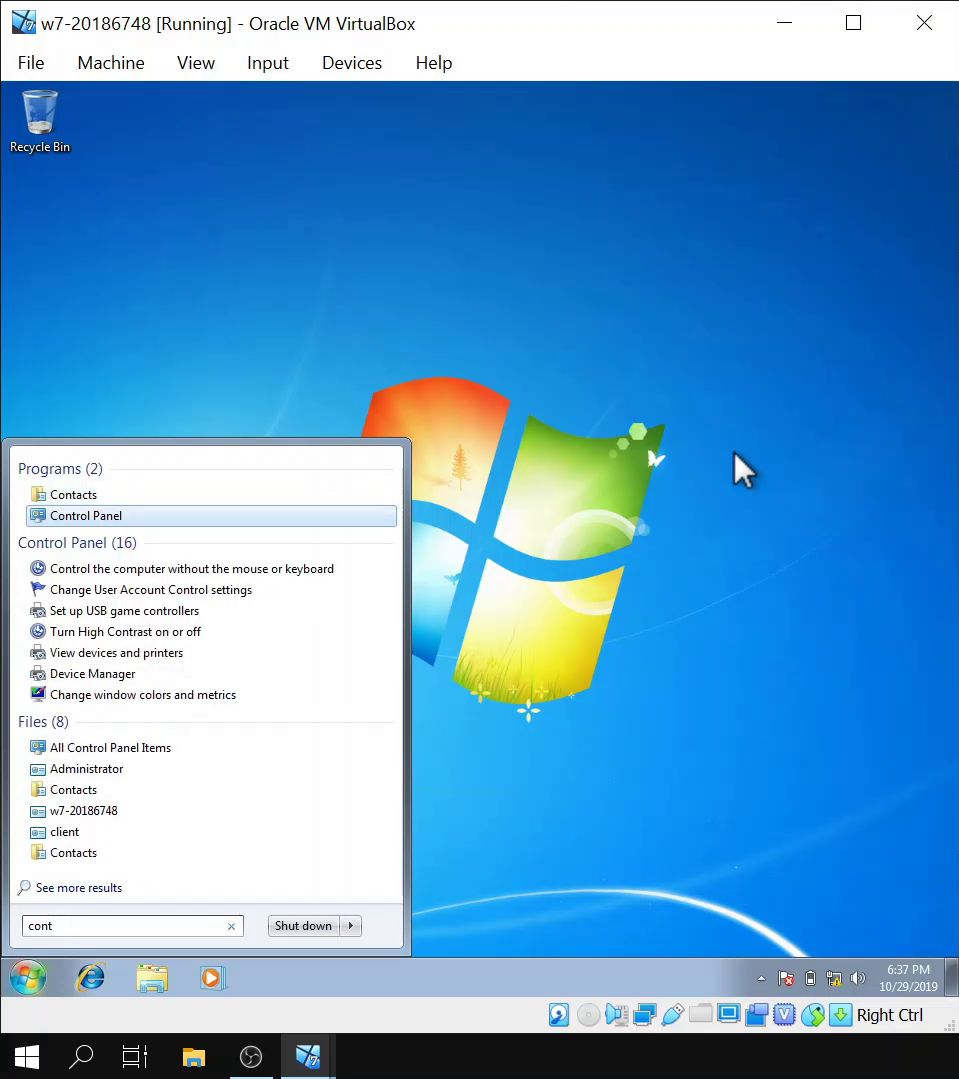 w7-20186748 [Running] - Oracle VM VirtualBox
File Machine View Input Devices Help
Recycle Bin
Programs (2)
Contacts
Control Panel
Control Panel (16)
Control the computer without the mouse or keyboard
Change User Account Control settings
Set up USB game controllers
Turn High Contrast on or off
View devices and printers
Device Manager
Change window colors and metrics
Files (8)
All Control Panel Items
Administrator
Contacts
w7-20186748
client
Contacts
See more results
cont
Shut down
6:37 PM
10/29/2019
Right Ctrl